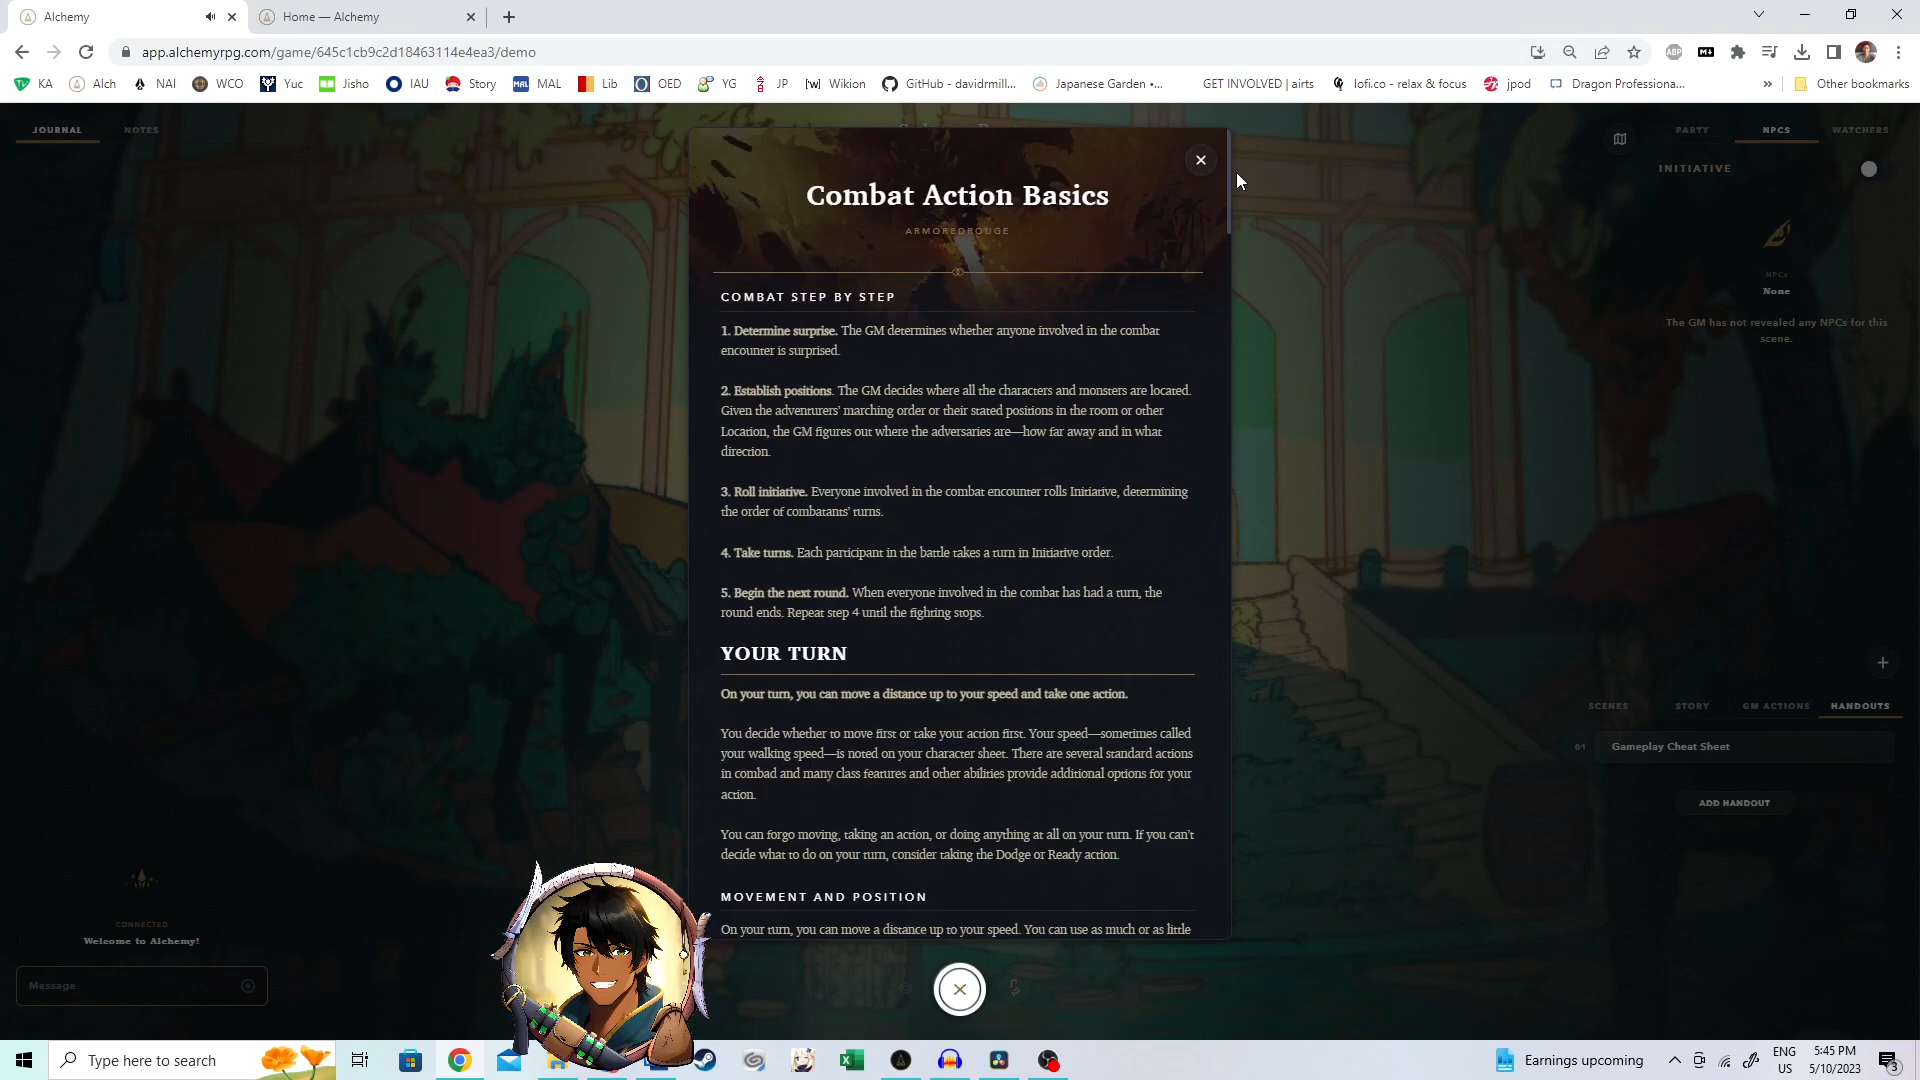 Alchemy
Home — Alchemy
app.alchemyrpg.com/game/645c1cb9c2d18463114e4ea3/demo
KA
Alch
NAI
WCO
Yuc
Jisho
IAU
Story
MAL
Lib
OED
YG
JP
[w] Wikion
GitHub - davidrmill...
Japanese Garden •...
GET INVOLVED | airts
lofi.co - relax & focus
jpod
Dragon Professiona...
»
Other bookmarks
JOURNAL
NOTES
PARTY
NPCS
WATCHERS
INITIATIVE
NPCs
None
The GM has not revealed any NPCs for this
scene.
Combat Action Basics
ARMOREDROUGE
COMBAT STEP BY STEP
1. Determine surprise. The GM determines whether anyone involved in the combat
encounter is surprised.
2. Establish positions. The GM decides where all the characters and monsters are located.
Given the adventurers’ marching order or their stated positions in the room or other
Location, the GM figures out where the adversaries are—how far away and in what
direction.
3. Roll initiative. Everyone involved in the combat encounter rolls Initiative, determining
the order of combatants’ turns.
4. Take turns. Each participant in the battle takes a turn in Initiative order.
5. Begin the next round. When everyone involved in the combat has had a turn, the
round ends. Repeat step 4 until the fighting stops.
YOUR TURN
On your turn, you can move a distance up to your speed and take one action.
You decide whether to move first or take your action first. Your speed—sometimes called
your walking speed—is noted on your character sheet. There are several standard actions
in combad and many class features and other abilities provide additional options for your
action.
You can forgo moving, taking an action, or doing anything at all on your turn. If you can’t
decide what to do on your turn, consider taking the Dodge or Ready action.
MOVEMENT AND POSITION
On your turn, you can move a distance up to your speed. You can use as much or as little
SCENES
STORY
GM ACTIONS
HANDOUTS
01
Gameplay Cheat Sheet
ADD HANDOUT
CONNECTED
Welcome to Alchemy!
Message
Type here to search
Earnings upcoming
ENG
US
5:45 PM
5/10/2023
3